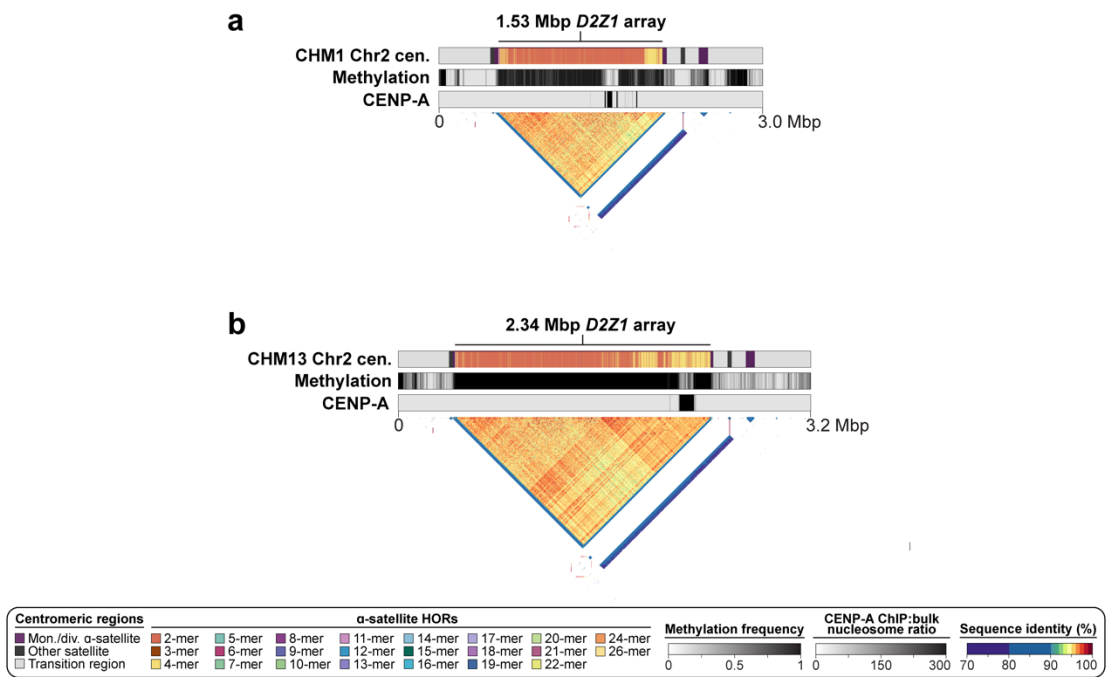 a
1.53 Mbp D2Z1 array
CHM1 Chr2 cen.
Methylation
CENP-A
0
3.0 Mbp
b
2.34 Mbp D2Z1 array
CHM13 Chr2 cen.
Methylation
CENP-A
0
3.2 Mbp
Centromeric regions
Mon./div. α-satellite
Other satellite
Transition region
α-satellite HORs
2-mer 5-mer 8-mer 11-mer 14-mer 17-mer 20-mer 24-mer
3-mer 6-mer 9-mer 12-mer 15-mer 18-mer 21-mer 26-mer
4-mer 7-mer 10-mer 13-mer 16-mer 19-mer 22-mer
Methylation frequency
0 0.5 1
CENP-A ChIP:bulk
nucleosome ratio
0 150 300
Sequence identity (%)
70 80 90 100